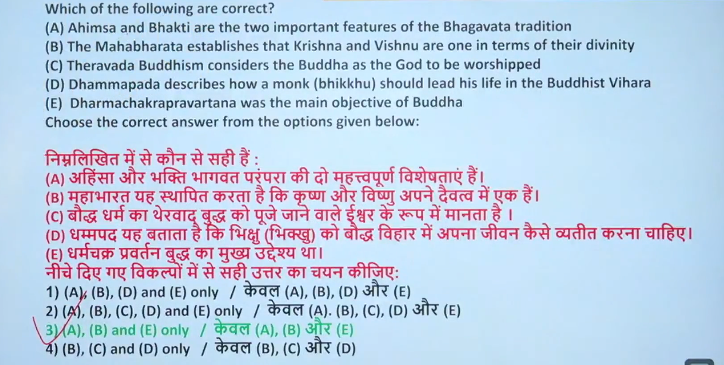 Which of the following are correct?
(A) Ahimsa and Bhakti are the two important features of the Bhagavata tradition
(B) The Mahabharata establishes that Krishna and Vishnu are one in terms of their divinity
(C) Theravada Buddhism considers the Buddha as the God to be worshipped
(D) Dhammapada describes how a monk (bhikkhu) should lead his life in the Buddhist Vihara
(E) Dharmachakrapravartana was the main objective of Buddha
Choose the correct answer from the options given below:
निम्नलिखित में से कौन से सही हैं :
(A) अहिंसा और भक्ति भागवत परंपरा की दो महत्त्वपूर्ण विशेषताएं हैं।
(B) महाभारत यह स्थापित करता है कि कृष्ण और विष्णु अपने दैवत्व में एक हैं।
(C) बौद्ध धर्म का थेरवाद बुद्ध को पूजे जाने वाले ईश्वर के रूप में मानता है ।
(D) धम्मपद यह बताता है कि भिक्षु (भिक्खु) को बौद्ध विहार में अपना जीवन कैसे व्यतीत करना चाहिए।
(E) धर्मचक्र प्रवर्तन बुद्ध का मुख्य उद्देश्य था।
नीचे दिए गए विकल्पों में से सही उत्तर का चयन कीजिए:
1) (A), (B), (D) and (E) only / केवल (A), (B), (D) और (E)
2) (A), (B), (C), (D) and (E) only / केवल (A). (B), (C), (D) और (E)
3) (A), (B) and (E) only / केवल (A), (B) और (E)
4) (B), (C) and (D) only / केवल (B), (C) और (D)